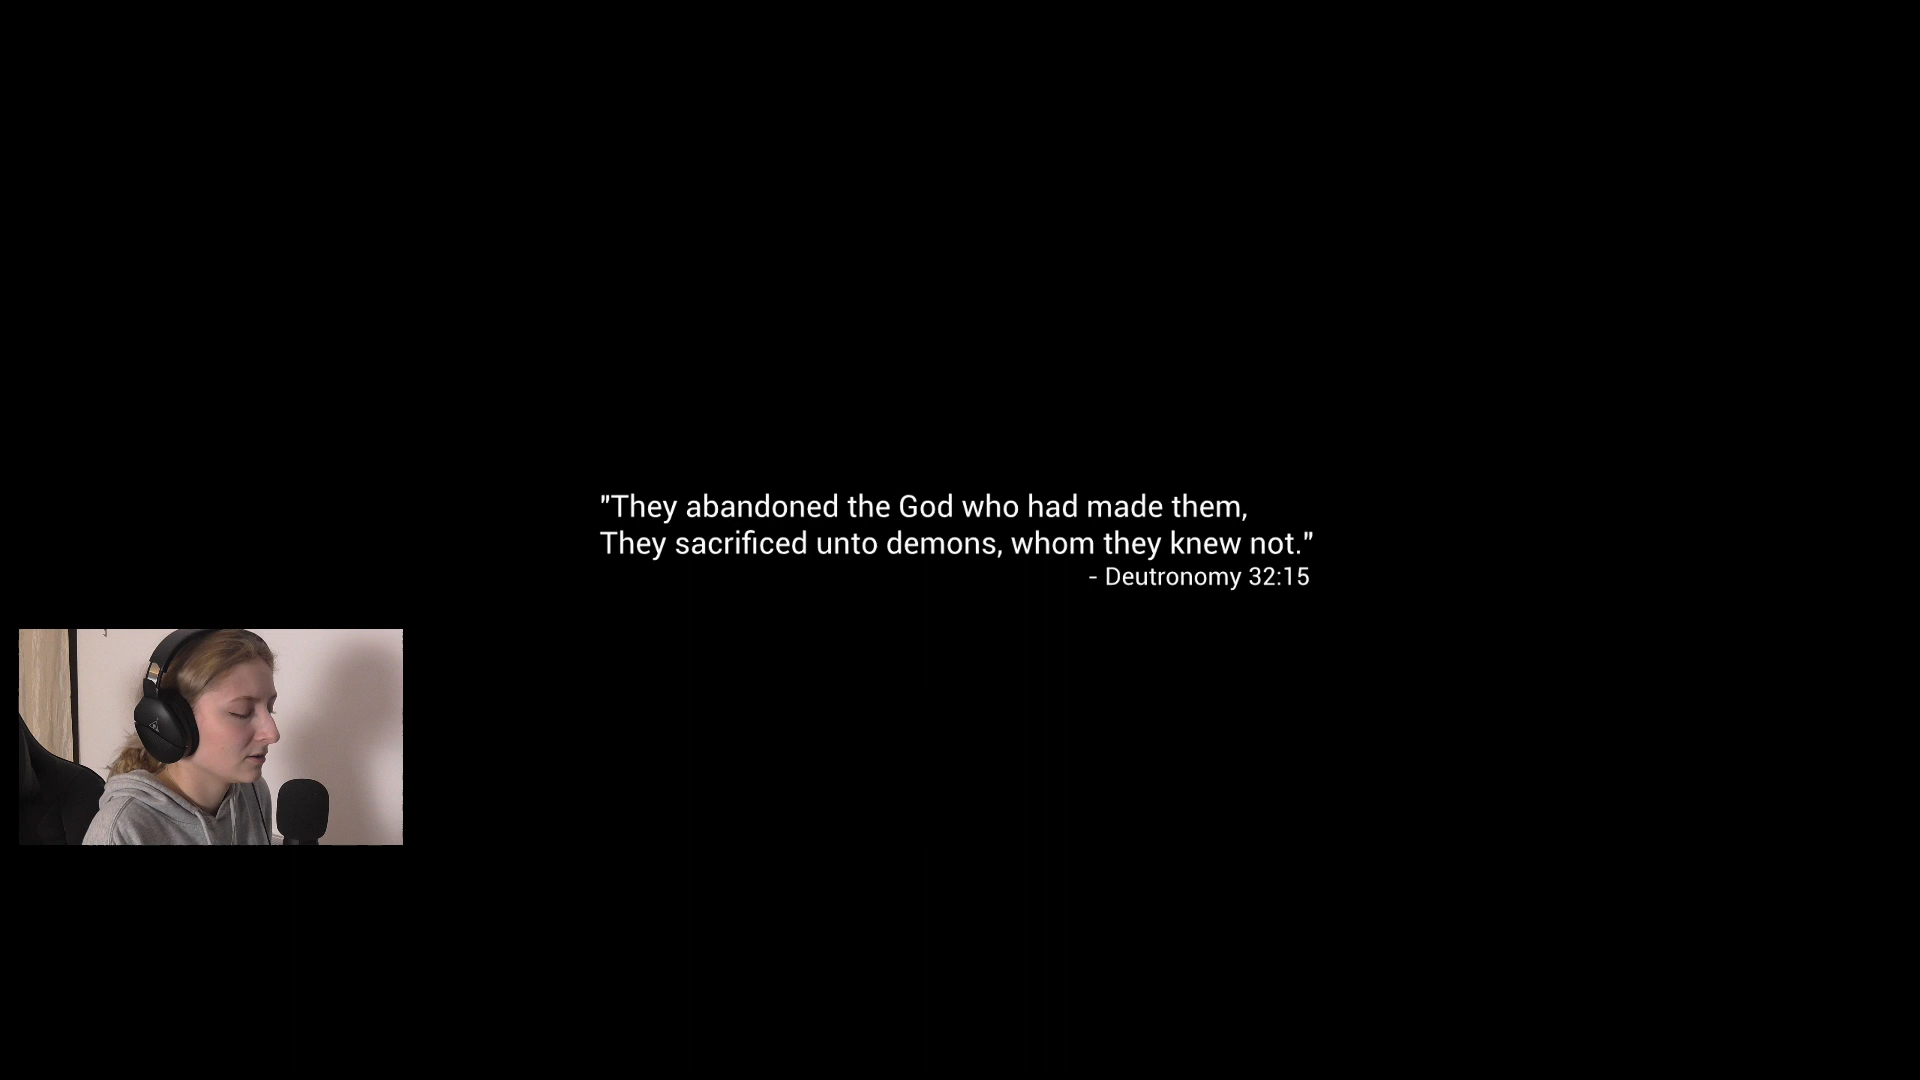 "They abandoned the God who had made them,
They sacrificed unto demons, whom they knew not."
- Deutronomy 32:15